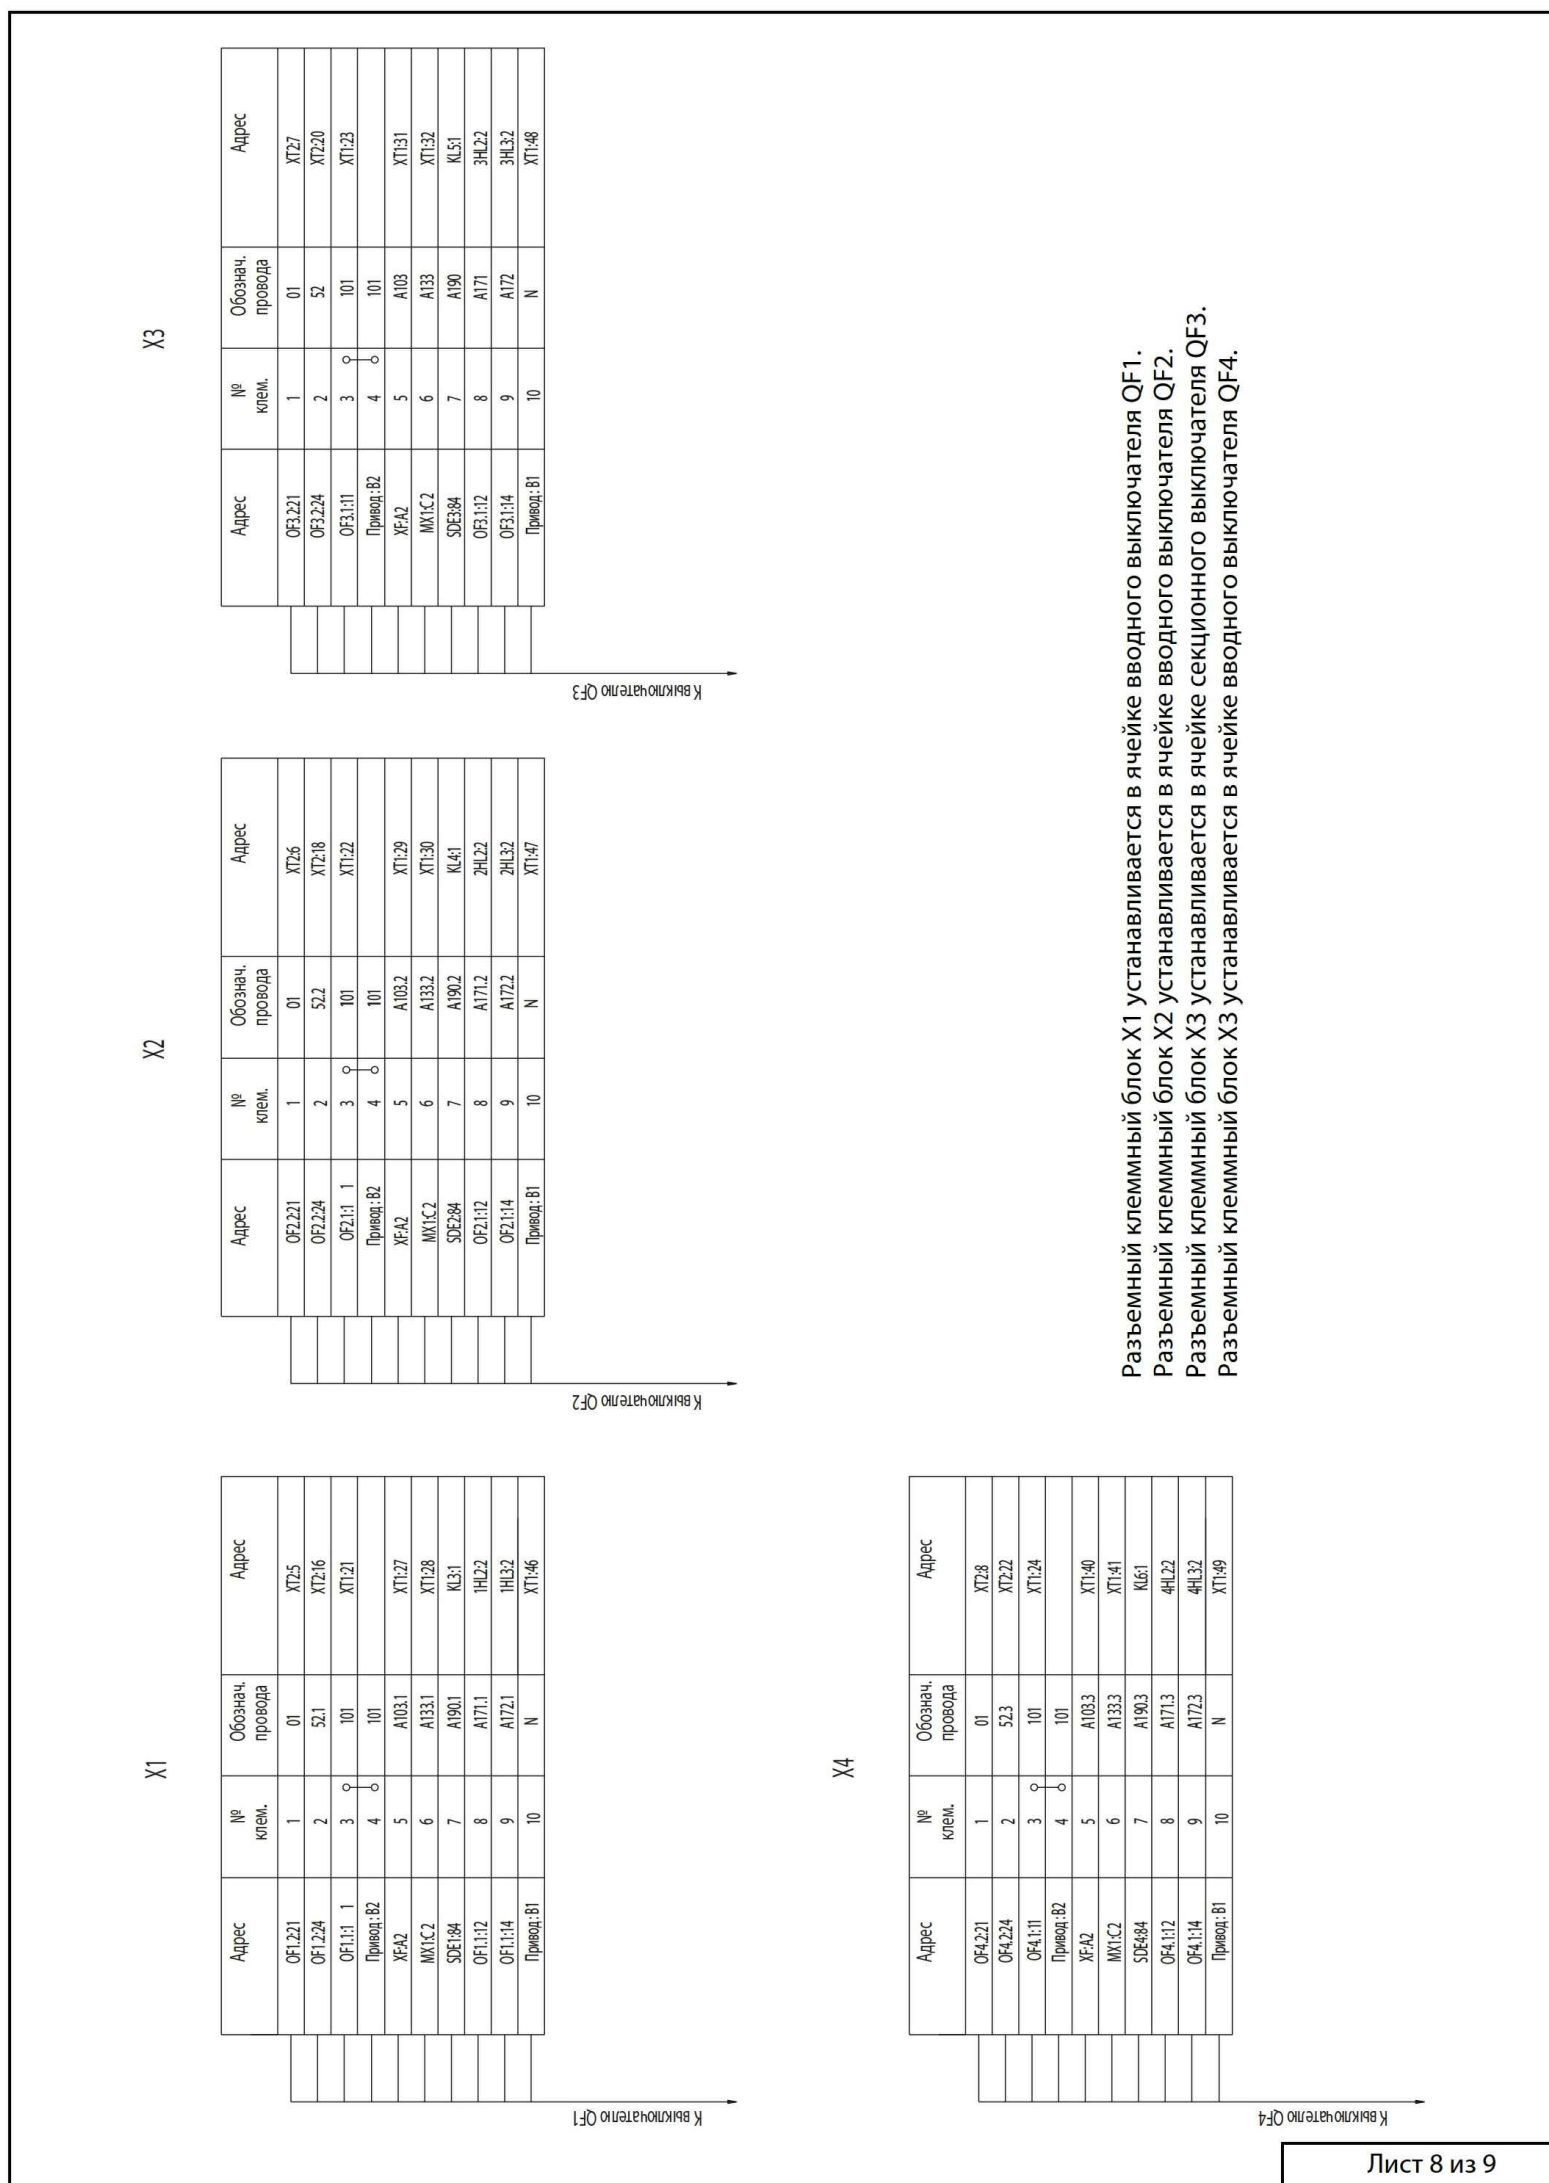 X1
Адрес № клем. Обознач. провода Адрес
OF1.2:21 1 01 XT2:5
OF1.2:24 2 52.1 XT2:16
OF1.1:1 1 3 101 XT1:21
Привод:B2 4 101
XF:A2 5 A103.1 XT1:27
MX1:C2 6 A133.1 XT1:28
SDE1:84 7 A190.1 KL3:1
OF1.1:12 8 A171.1 1HL2:2
OF1.1:14 9 A172.1 1HL3:2
Привод:B1 10 N XT1:46
К выключателю QF1
X2
Адрес № клем. Обознач. провода Адрес
OF2.2:21 1 01 XT2:6
OF2.2:24 2 52.2 XT2:18
OF2.1:1 1 3 101 XT1:22
Привод:B2 4 101
XF:A2 5 A103.2 XT1:29
MX1:C2 6 A133.2 XT1:30
SDE2:84 7 A190.2 KL4:1
OF2.1:12 8 A171.2 2HL2:2
OF2.1:14 9 A172.2 2HL3:2
Привод:B1 10 N XT1:47
К выключателю QF2
X3
Адрес № клем. Обознач. провода Адрес
OF3.2:21 1 01 XT2:7
OF3.2:24 2 52 XT2:20
OF3.1:11 3 101 XT1:23
Привод:B2 4 101
XF:A2 5 A103 XT1:31
MX1:C2 6 A133 XT1:32
SDE3:84 7 A190 KL5:1
OF3.1:12 8 A171 3HL2:2
OF3.1:14 9 A172 3HL3:2
Привод:B1 10 N XT1:48
К выключателю QF3
X4
Адрес № клем. Обознач. провода Адрес
OF4.2:21 1 01 XT2:8
OF4.2:24 2 52.3 XT2:22
OF4.1:11 3 101 XT1:24
Привод:B2 4 101
XF:A2 5 A103.3 XT1:40
MX1:C2 6 A133.3 XT1:41
SDE4:84 7 A190.3 KL6:1
OF4.1:12 8 A171.3 4HL2:2
OF4.1:14 9 A172.3 4HL3:2
Привод:B1 10 N XT1:49
К выключателю QF4
Разъемный клеммный блок X1 устанавливается в ячейке вводного выключателя QF1.
Разъемный клеммный блок X2 устанавливается в ячейке вводного выключателя QF2.
Разъемный клеммный блок X3 устанавливается в ячейке секционного выключателя QF3.
Разъемный клеммный блок X3 устанавливается в ячейке вводного выключателя QF4.
Лист 8 из 9